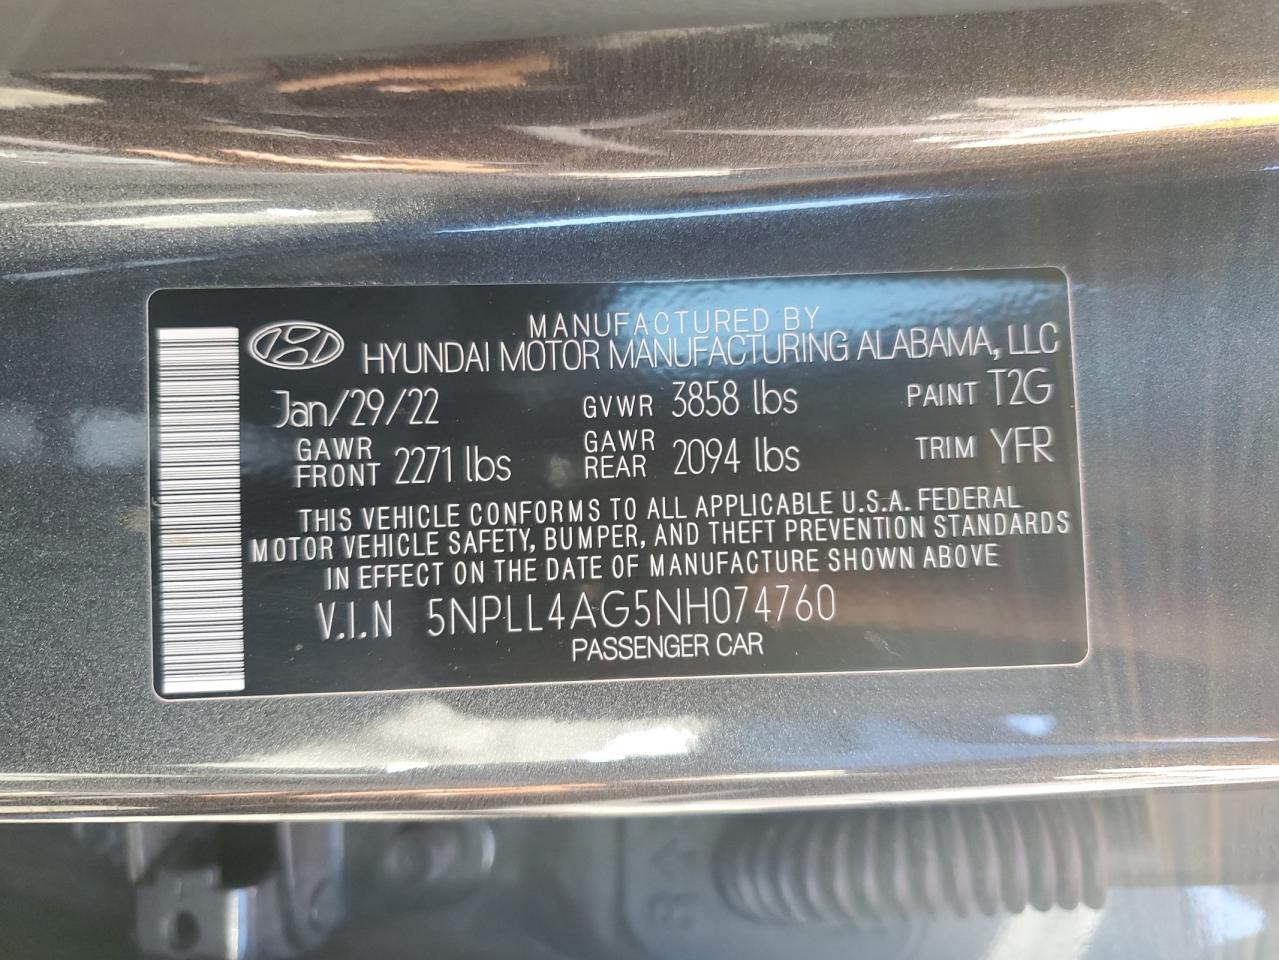 MANUFACTURED BY
HYUNDAI MOTOR MANUFACTURING ALABAMA, LLC
Jan/29/22 GVWR 3858 lbs PAINT T2G
GAWR FRONT 2271 lbs GAWR REAR 2094 lbs TRIM YFR
THIS VEHICLE CONFORMS TO ALL APPLICABLE U.S.A. FEDERAL
MOTOR VEHICLE SAFETY, BUMPER, AND THEFT PREVENTION STANDARDS
IN EFFECT ON THE DATE OF MANUFACTURE SHOWN ABOVE
V.I.N 5NPLL4AG5NH074760
PASSENGER CAR